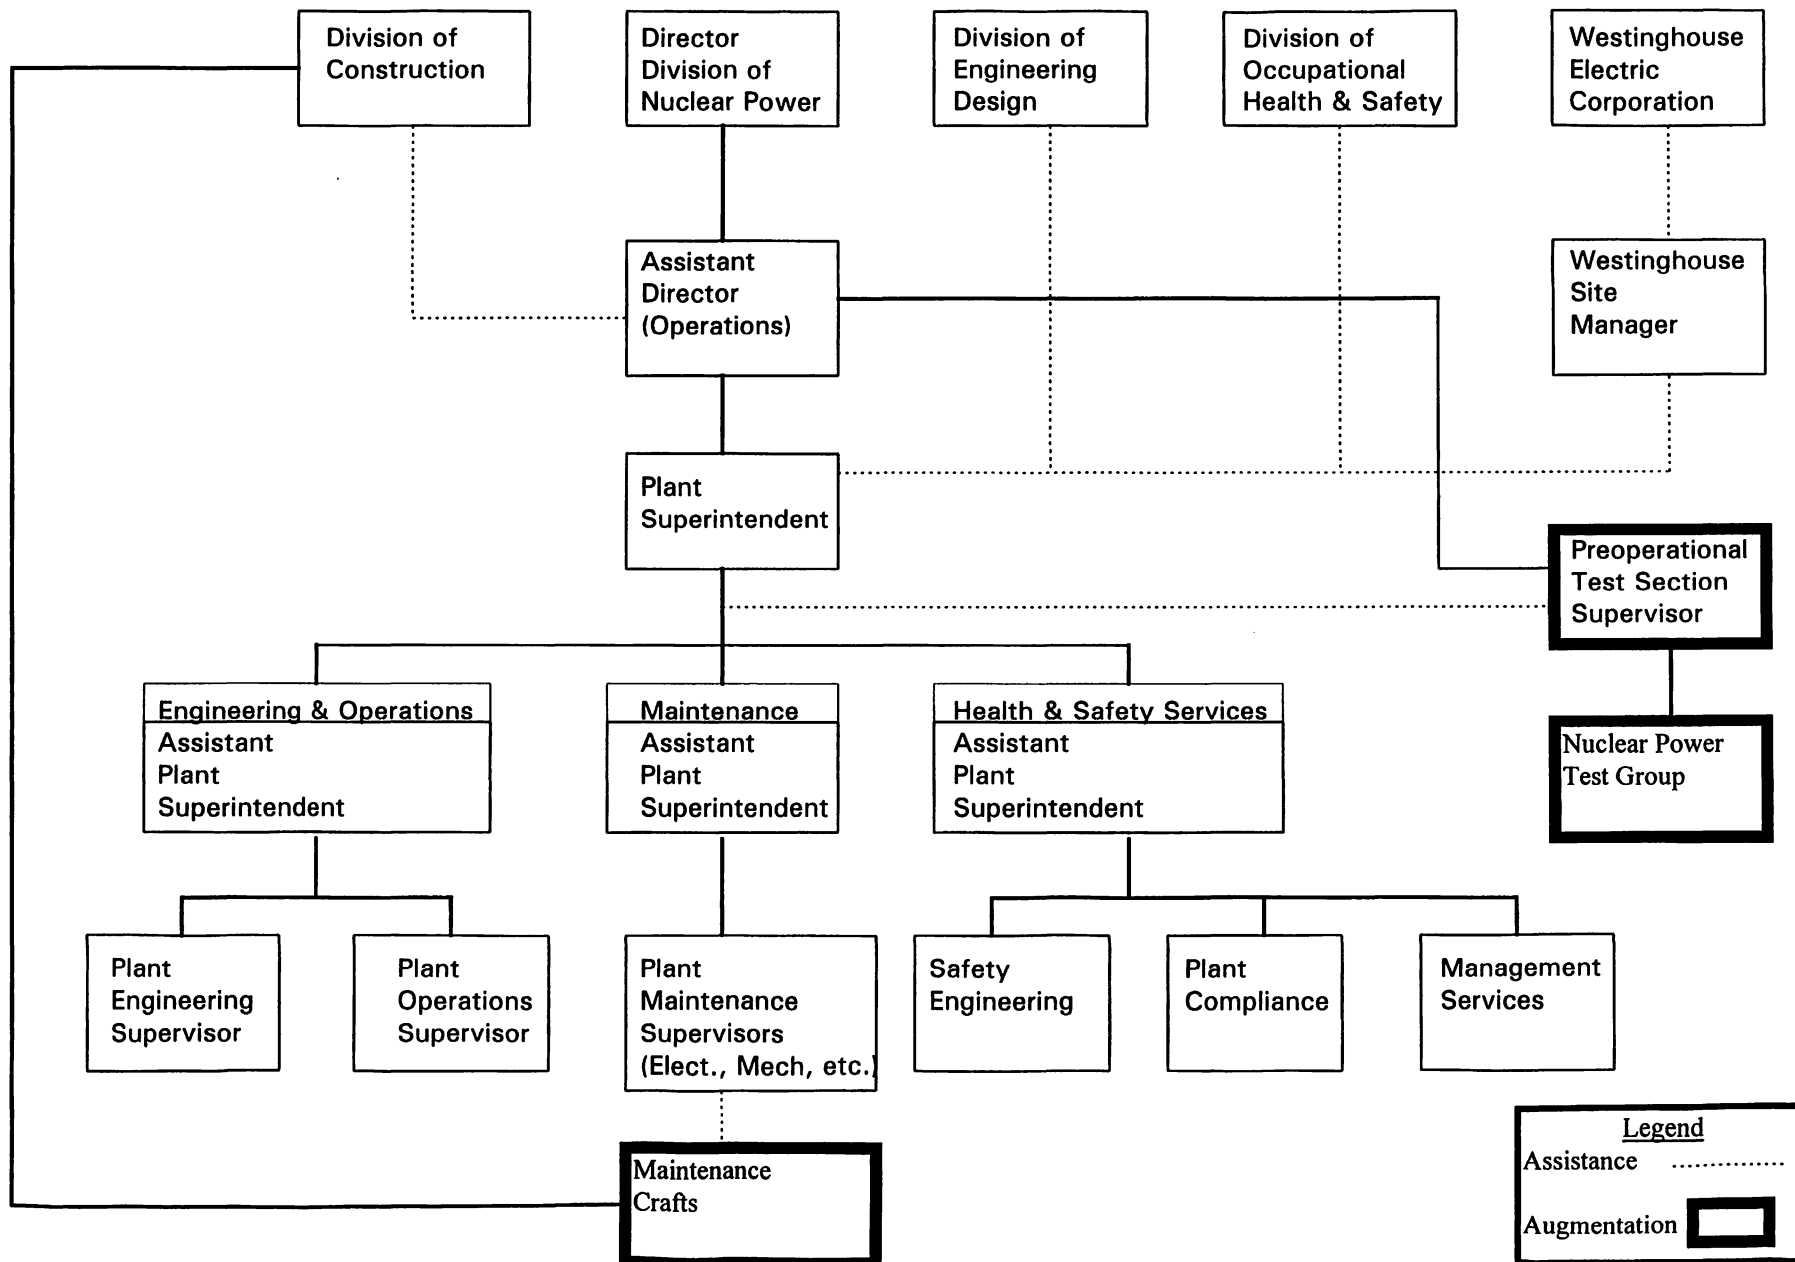 Division of
Construction
Director
Division of
Nuclear Power
Division of
Engineering
Design
Division of
Occupational
Health & Safety
Westinghouse
Electric
Corporation
Assistant
Director
(Operations)
Westinghouse
Site
Manager
Plant
Superintendent
Preoperational
Test Section
Supervisor
Engineering & Operations
Assistant
Plant
Superintendent
Maintenance
Assistant
Plant
Superintendent
Health & Safety Services
Assistant
Plant
Superintendent
Nuclear Power
Test Group
Plant
Engineering
Supervisor
Plant
Operations
Supervisor
Plant
Maintenance
Supervisors
(Elect., Mech, etc.)
Safety
Engineering
Plant
Compliance
Management
Services
Maintenance
Crafts
Legend
Assistance
Augmentation